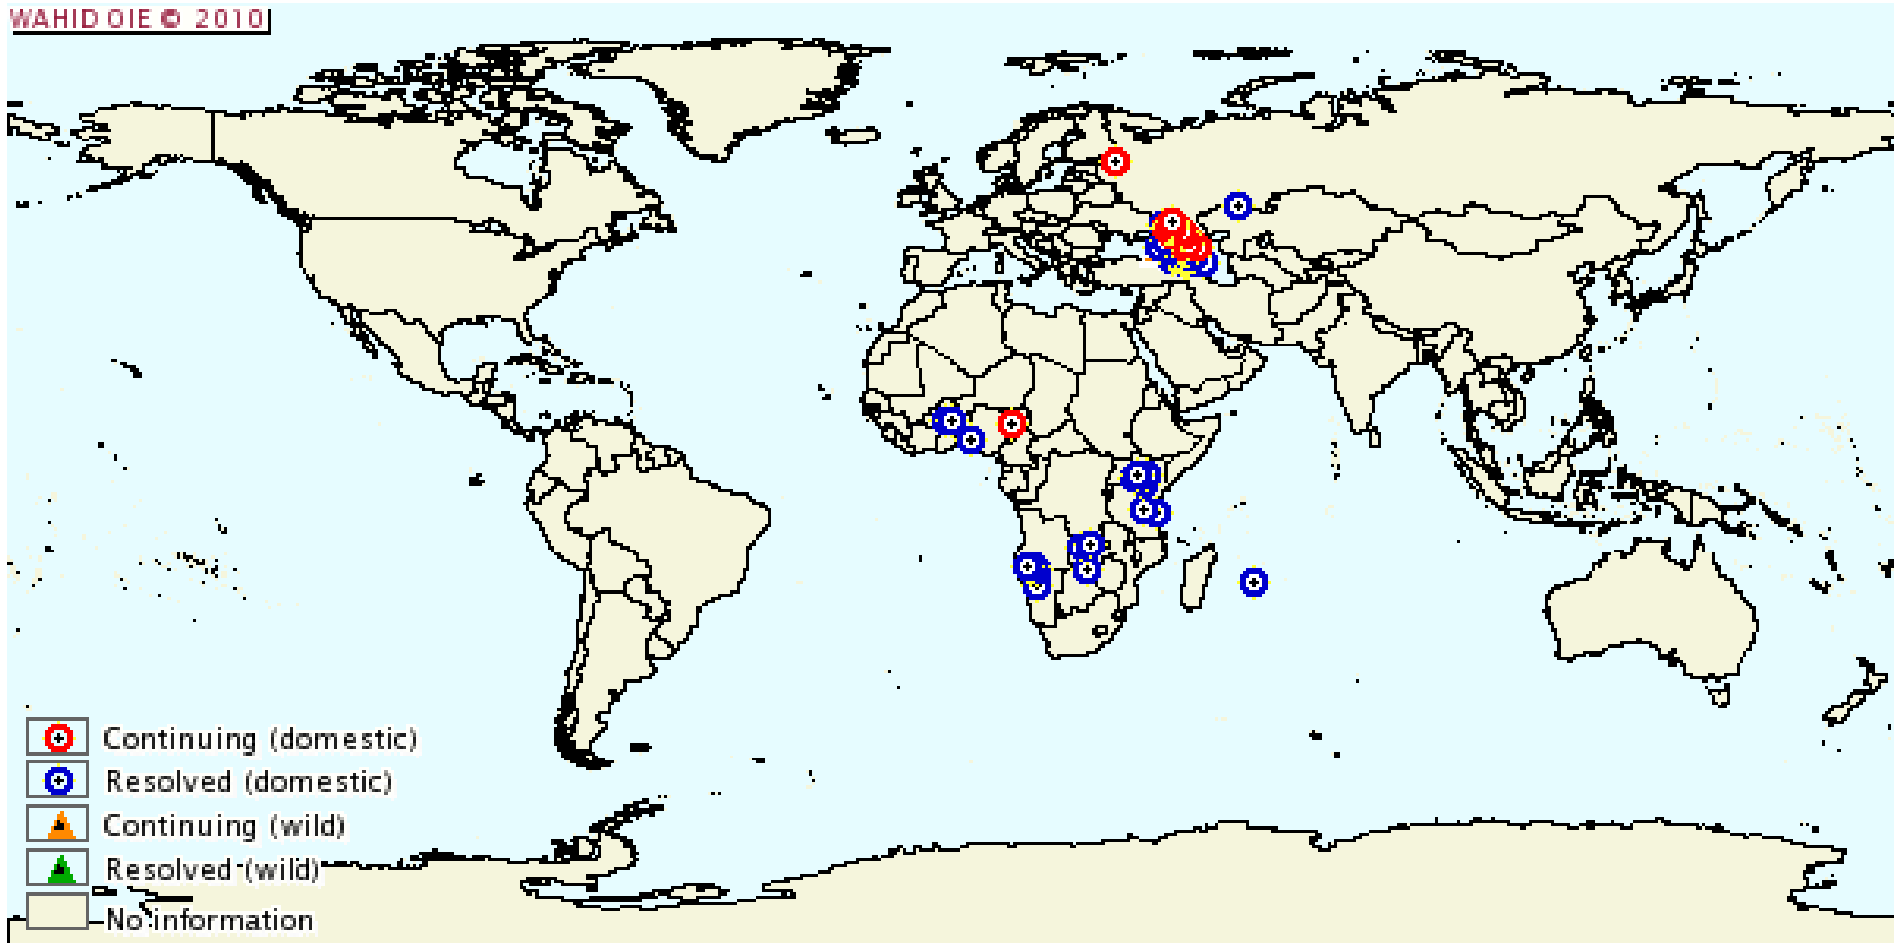 WAHID OIE © 2010
Continuing (domestic)
Resolved (domestic)
Continuing (wild)
Resolved (wild)
No information